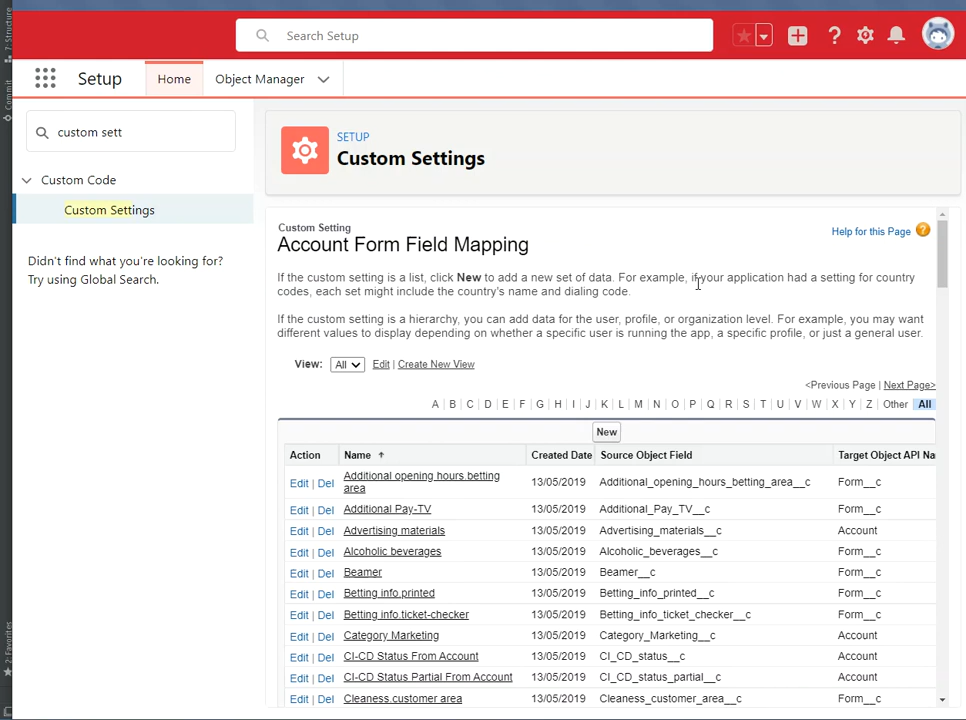 7: Structure
Commit
2: Favorites
Search Setup
Setup
Home
Object Manager
custom sett
Custom Code
Custom Settings
Didn't find what you're looking for?
Try using Global Search.
SETUP
Custom Settings
Custom Setting
Account Form Field Mapping
Help for this Page
If the custom setting is a list, click New to add a new set of data. For example, if your application had a setting for country
codes, each set might include the country's name and dialing code.
If the custom setting is a hierarchy, you can add data for the user, profile, or organization level. For example, you may want
different values to display depending on whether a specific user is running the app, a specific profile, or just a general user.
View: All Edit | Create New View
<Previous Page | Next Page>
A | B | C | D | E | F | G | H | I | J | K | L | M | N | O | P | Q | R | S | T | U | V | W | X | Y | Z | Other All
New
Action Name ↑ Created Date Source Object Field Target Object API Na
Edit | Del Additional opening hours.betting
area 13/05/2019 Additional_opening_hours_betting_area__c Form__c
Edit | Del Additional Pay-TV 13/05/2019 Additional_Pay_TV__c Form__c
Edit | Del Advertising materials 13/05/2019 Advertising_materials__c Account
Edit | Del Alcoholic beverages 13/05/2019 Alcoholic_beverages__c Form__c
Edit | Del Beamer 13/05/2019 Beamer__c Form__c
Edit | Del Betting info.printed 13/05/2019 Betting_info_printed__c Form__c
Edit | Del Betting info.ticket-checker 13/05/2019 Betting_info_ticket_checker__c Form__c
Edit | Del Category Marketing 13/05/2019 Category_Marketing__c Account
Edit | Del CI-CD Status From Account 13/05/2019 CI_CD_status__c Account
Edit | Del CI-CD Status Partial From Account 13/05/2019 CI_CD_status_partial__c Account
Edit | Del Cleaness.customer area 13/05/2019 Cleaness_customer_area__c Form__c